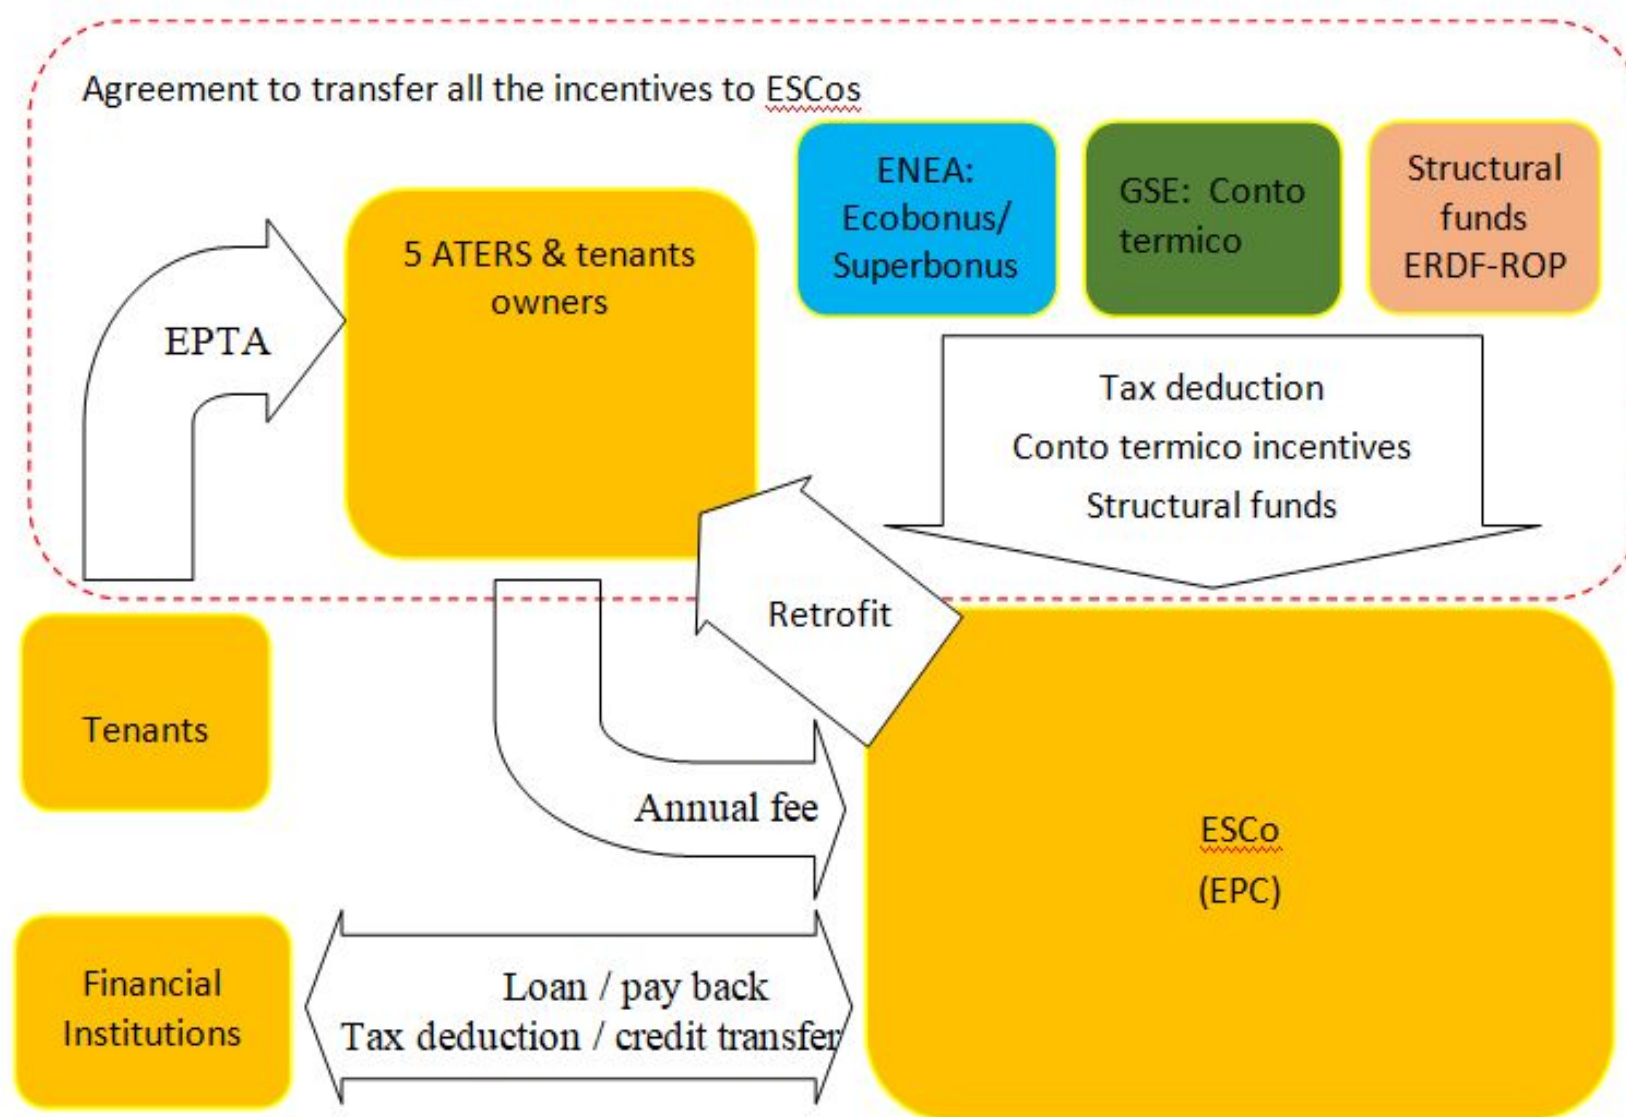 Agreement to transfer all the incentives to ESCos
ENEA:
Ecobonus/
Superbonus
GSE:  Conto
termico
Structural
funds
ERDF-ROP
5 ATERS & tenants
owners
EPTA
Tax deduction
Conto termico incentives
Structural funds
Retrofit
Tenants
Annual fee
ESCo
(EPC)
Financial
Institutions
Loan / pay back
Tax deduction / credit transfer